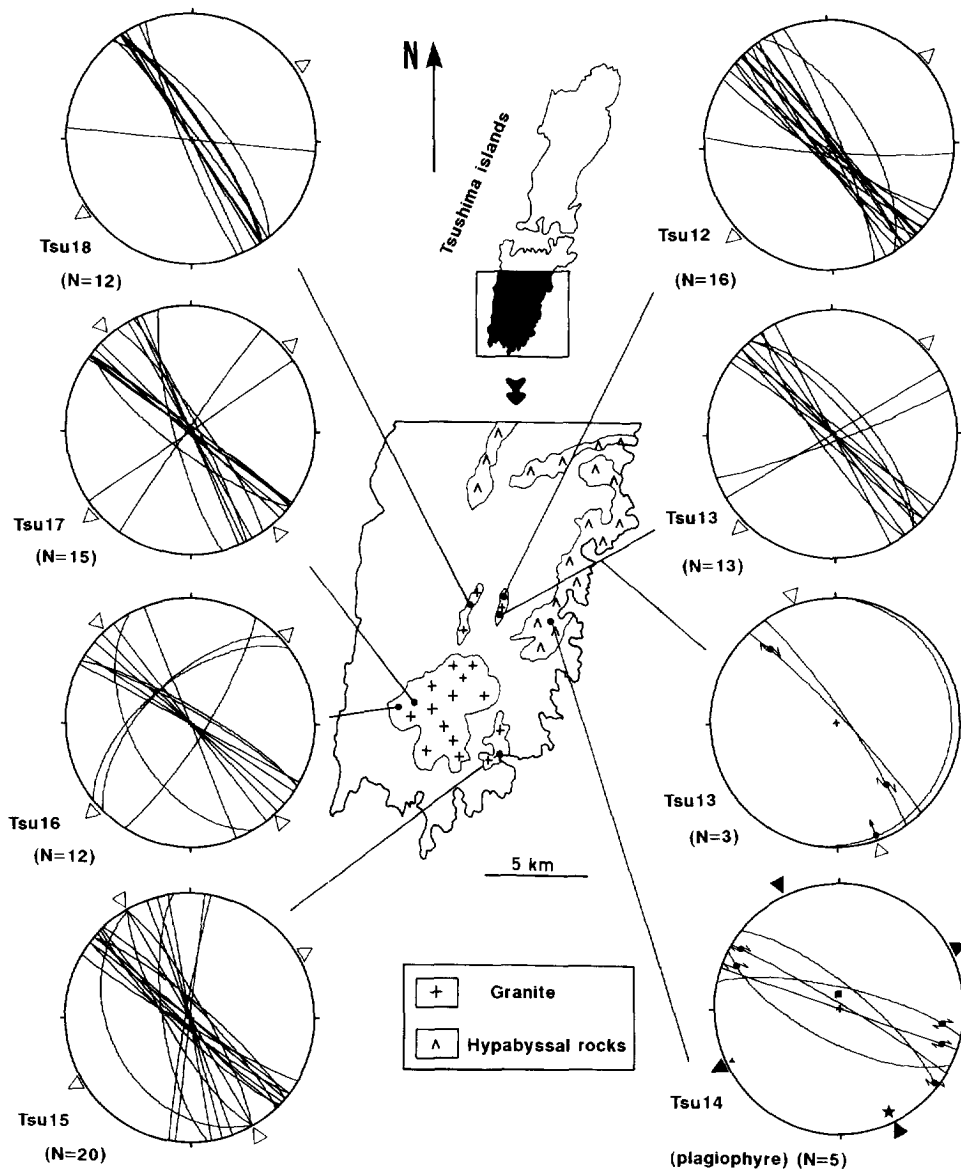 N
Tsushima islands
Tsu18
(N=12)
Tsu12
(N=16)
Tsu17
(N=15)
Tsu13
(N=13)
Tsu16
(N=12)
Tsu13
(N=3)
5 km
+ Granite
^ Hypabyssal rocks
Tsu15
(N=20)
Tsu14
(plagiophyre) (N=5)